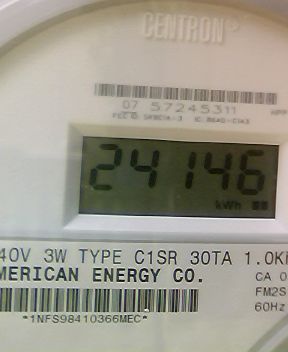 CENTRON®
07 57245311
24146
kWh
40V 3W TYPE C1SR 30TA 1.0K
MERICAN ENERGY CO.
CA 0
FM2S
60Hz
*1NFS98410366MEC*